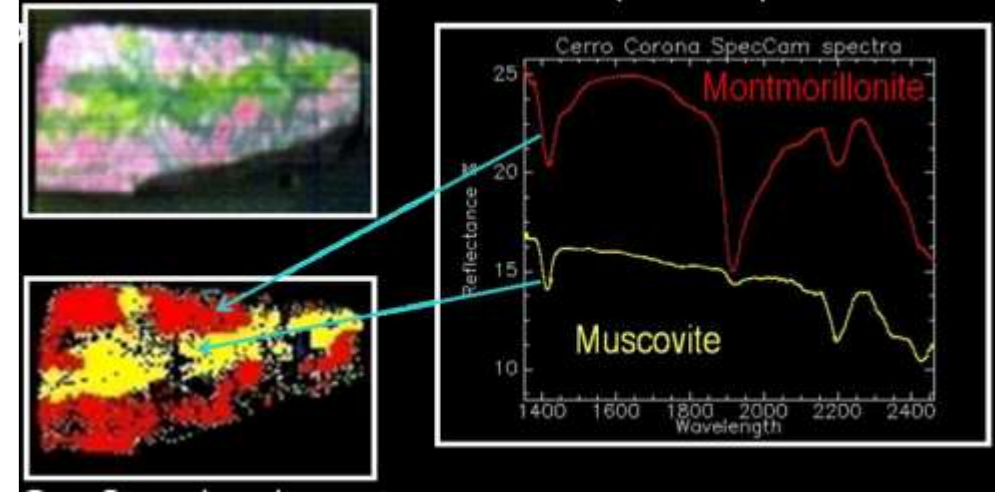 Cerro Corona SpecCam spectra
Montmorillonite
25
20
15
10
Reflectance %
Muscovite
1400 1600 1800 2000 2200 2400
Wavelength